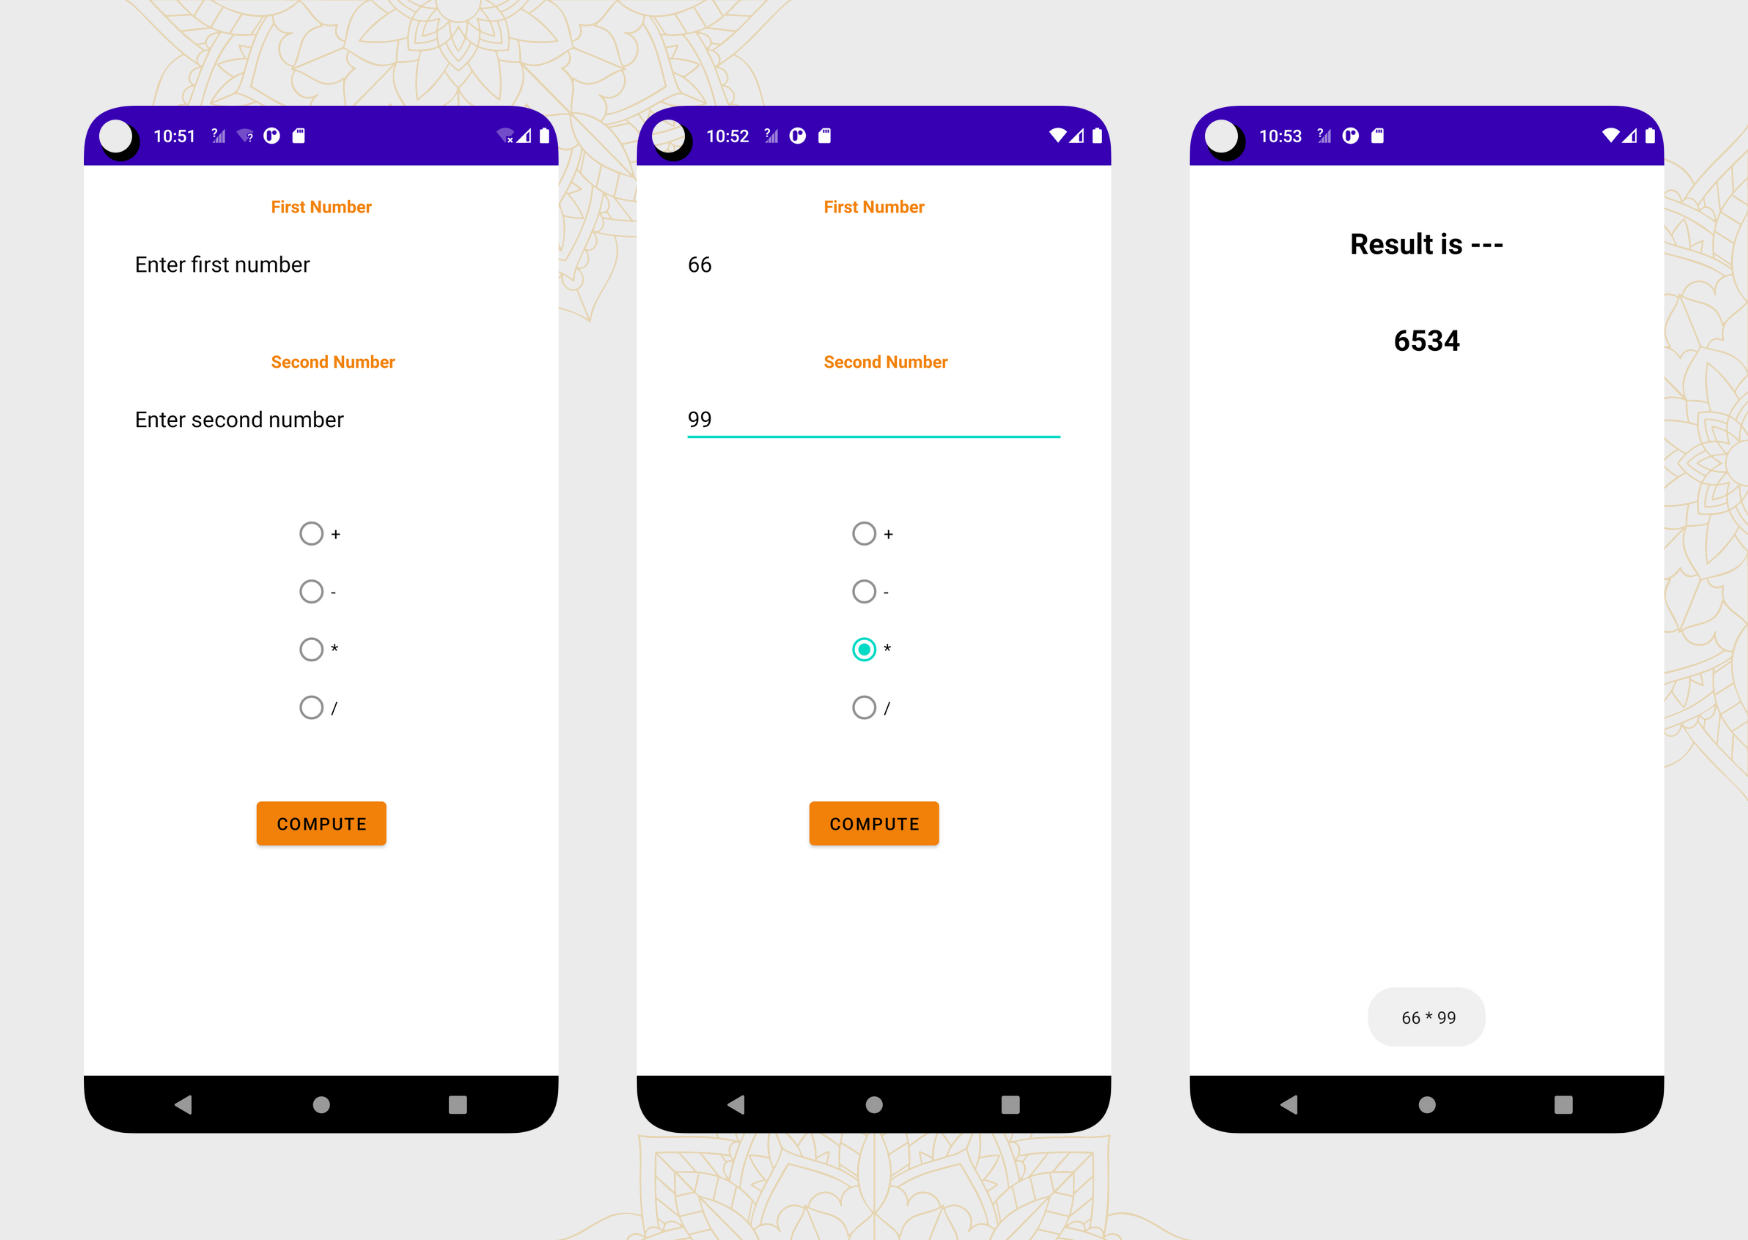 10:51
First Number
Enter first number
Second Number
Enter second number
+
-
*
/
COMPUTE
10:52
First Number
66
Second Number
99
+
-
*
/
COMPUTE
10:53
Result is ---
6534
66 * 99